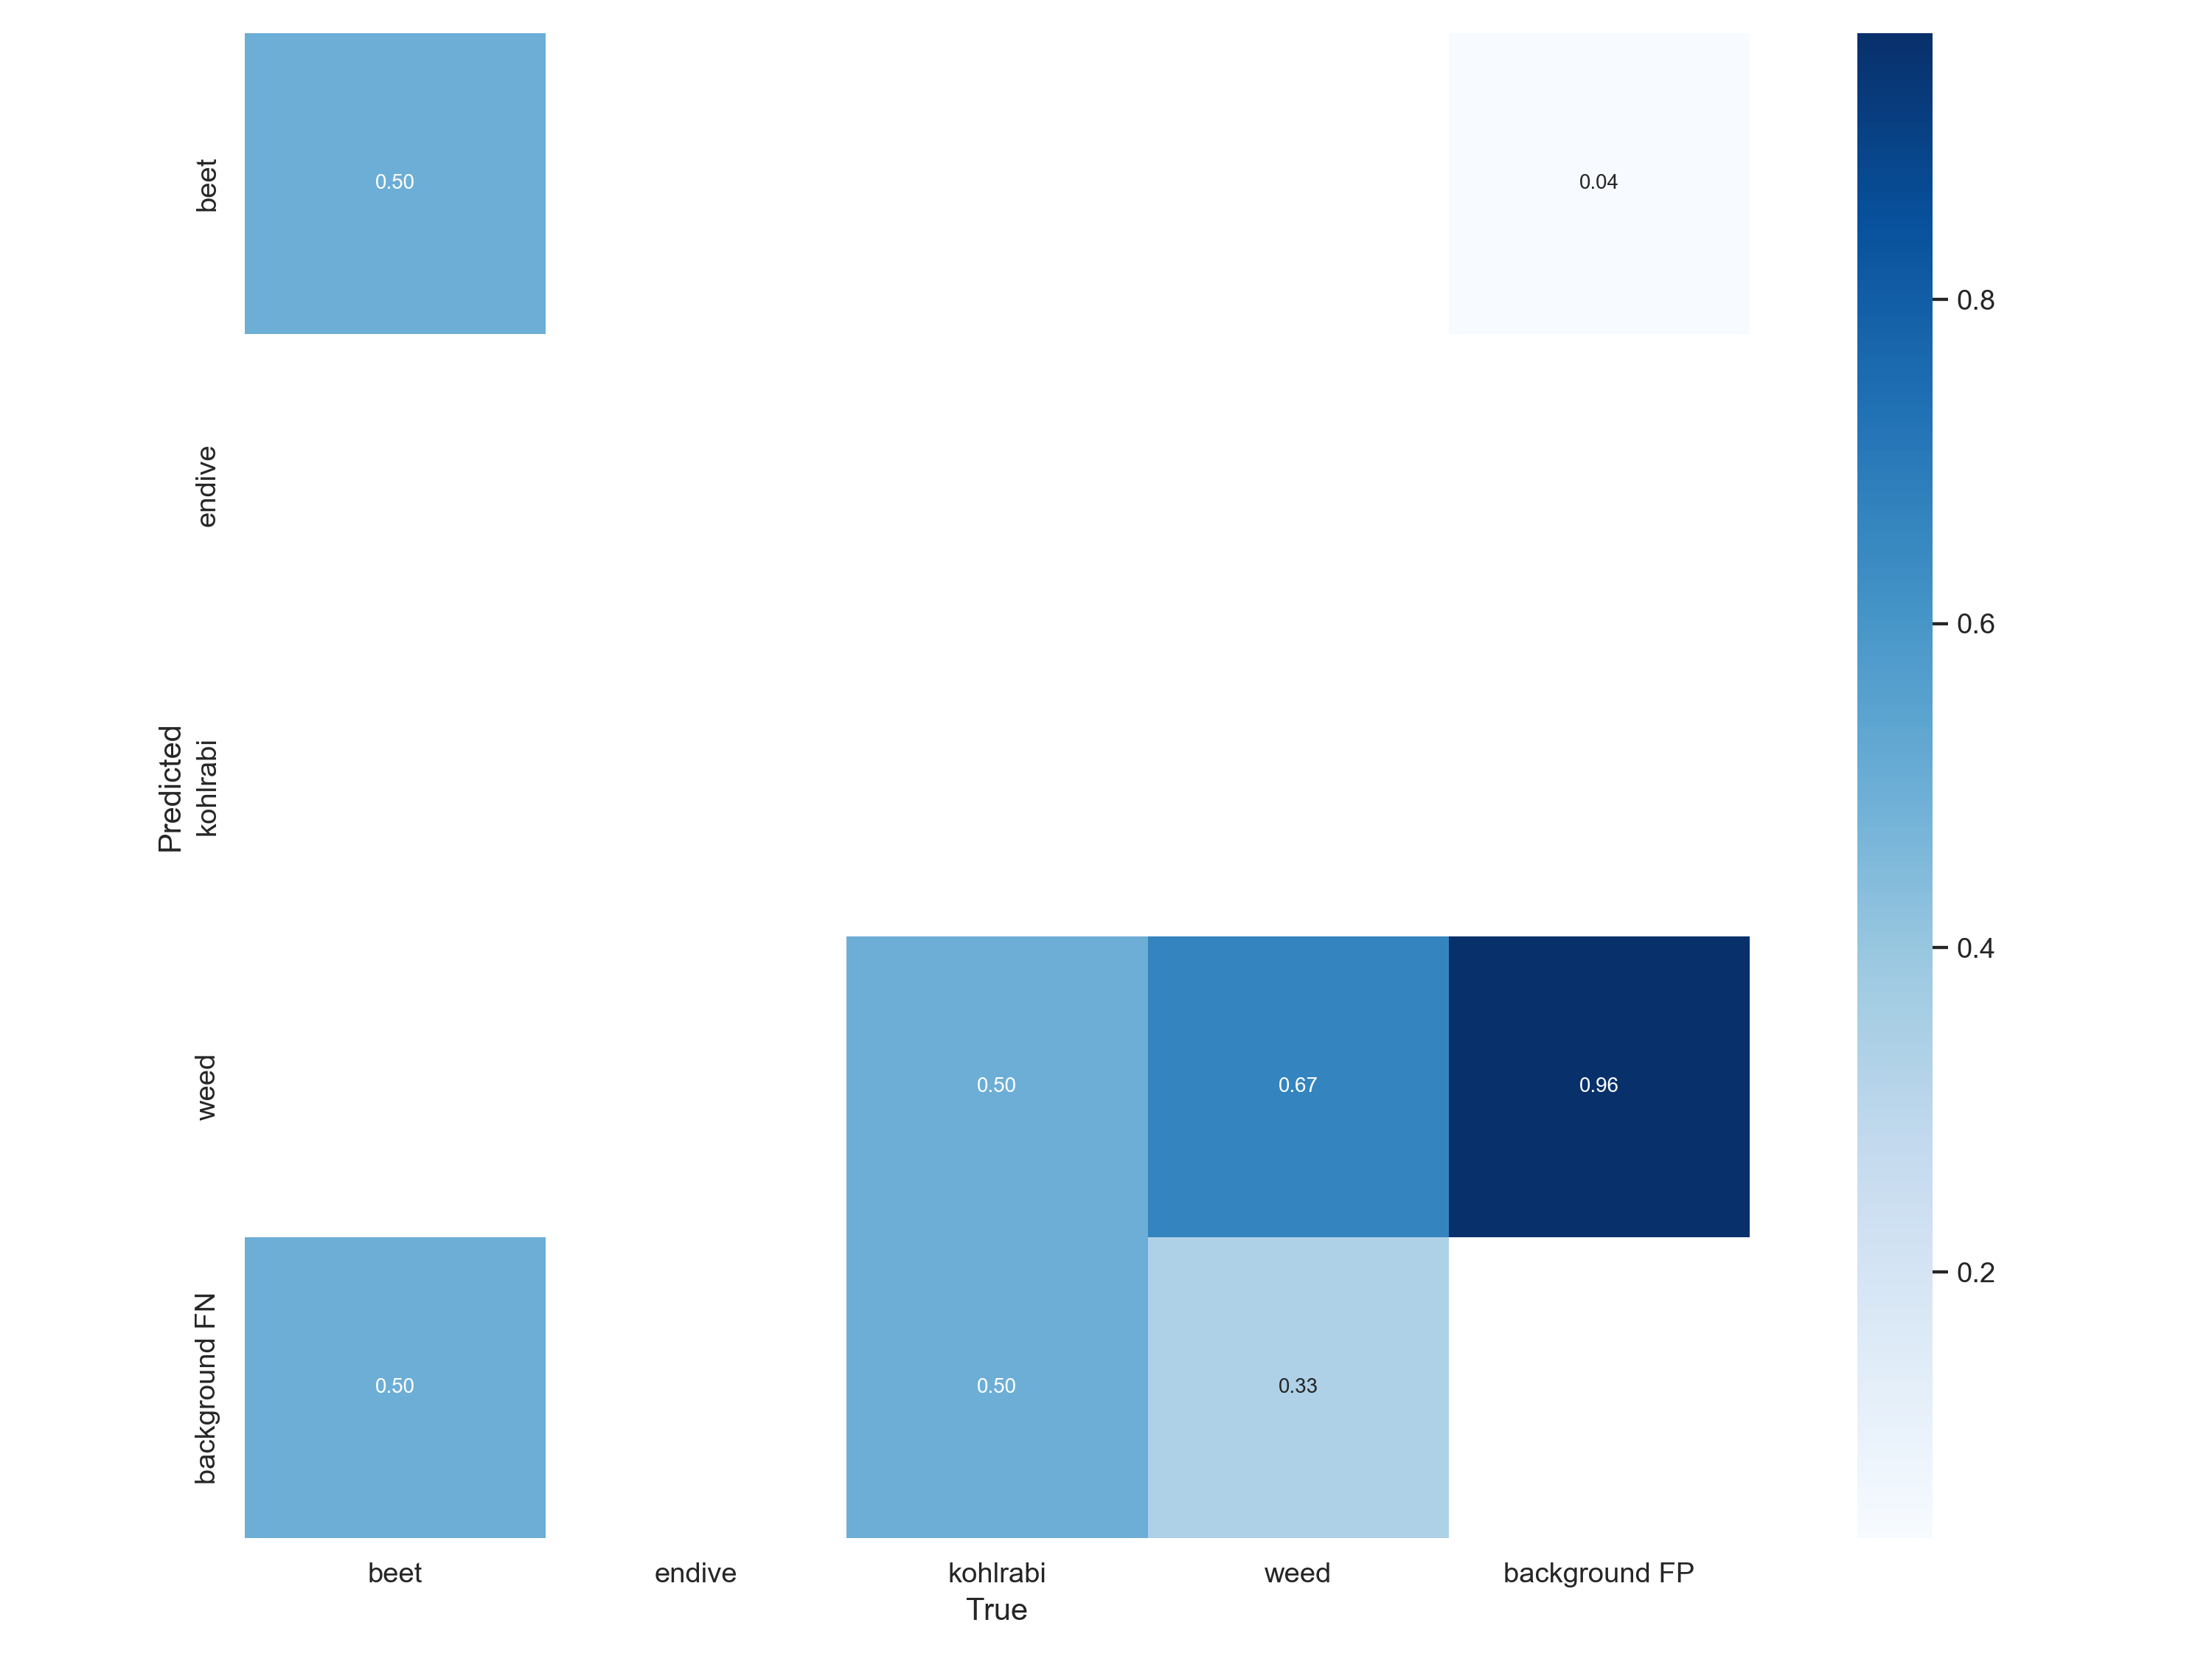 Predicted
beet
0.50
0.04
endive
kohlrabi
weed
0.50
0.67
0.96
background FN
0.50
0.50
0.33
beet
endive
kohlrabi
weed
background FP
True
0.8
0.6
0.4
0.2